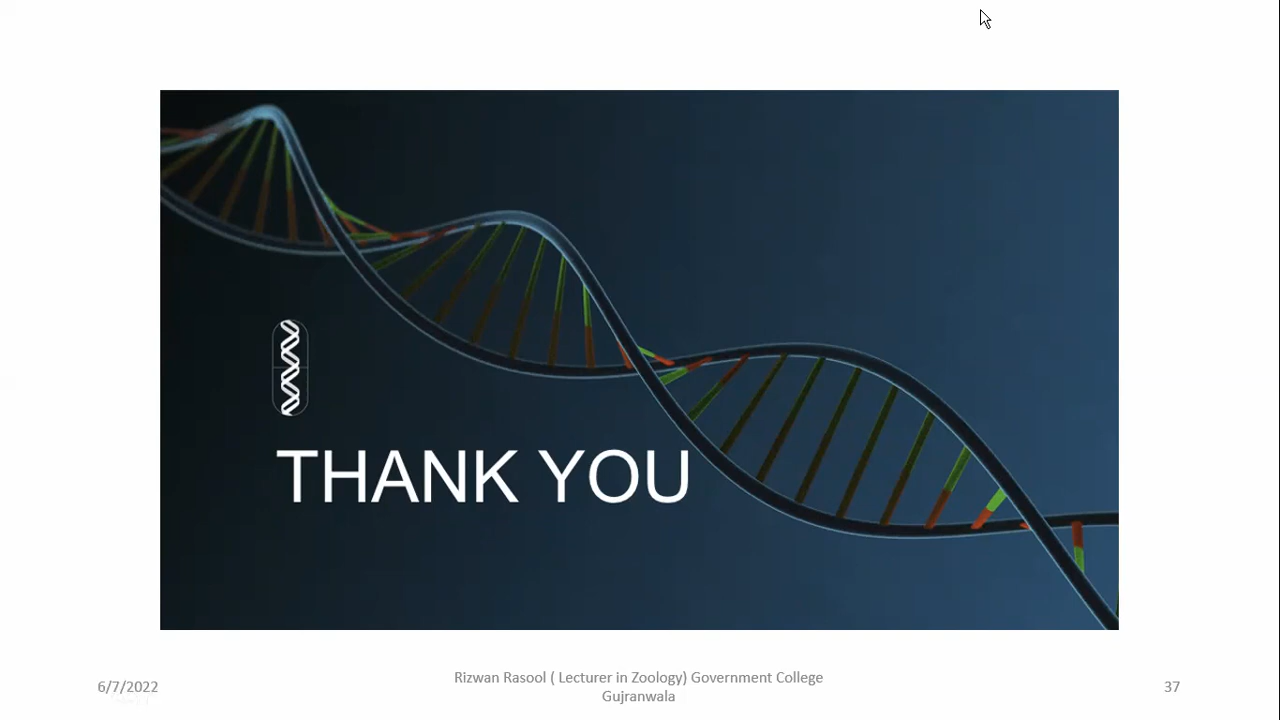 THANK YOU
6/7/2022
Rizwan Rasool ( Lecturer in Zoology) Government College
Gujranwala
37